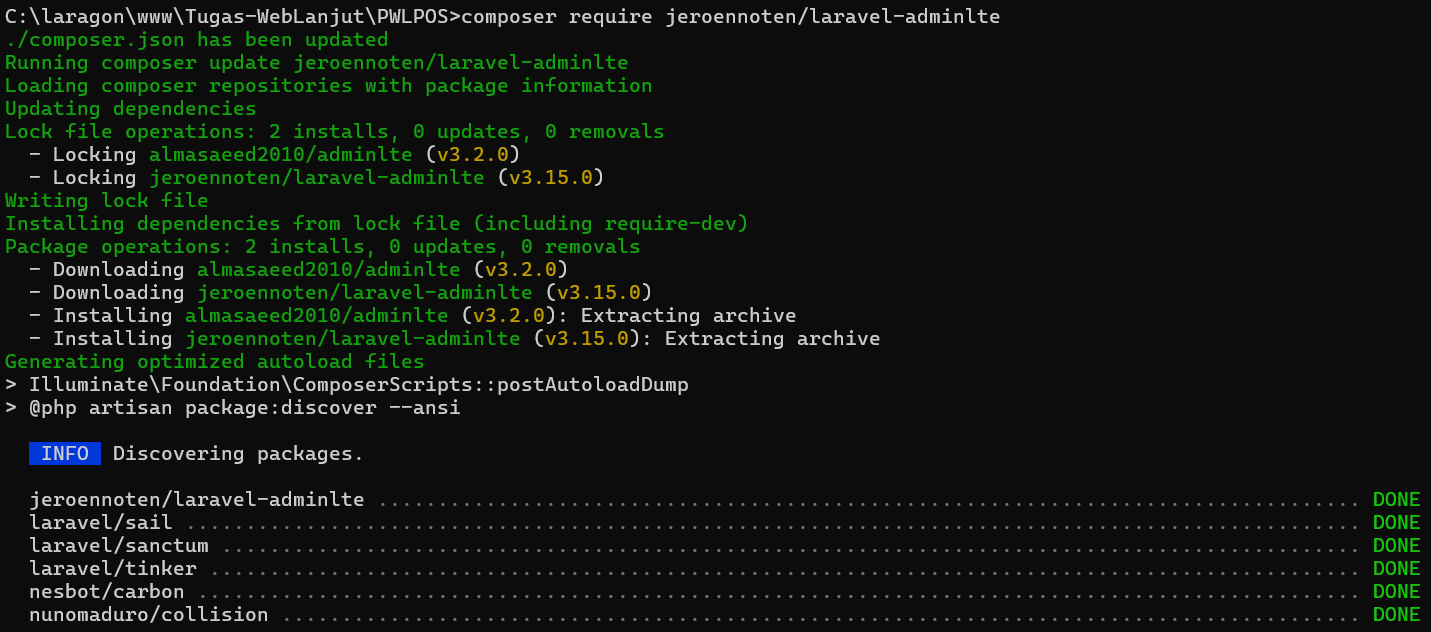 C:\laragon\www\Tugas-WebLanjut\PWLPOS>composer require jeroennoten/laravel-adminlte
./composer.json has been updated
Running composer update jeroennoten/laravel-adminlte
Loading composer repositories with package information
Updating dependencies
Lock file operations: 2 installs, 0 updates, 0 removals
  - Locking almasaeed2010/adminlte (v3.2.0)
  - Locking jeroennoten/laravel-adminlte (v3.15.0)
Writing lock file
Installing dependencies from lock file (including require-dev)
Package operations: 2 installs, 0 updates, 0 removals
  - Downloading almasaeed2010/adminlte (v3.2.0)
  - Downloading jeroennoten/laravel-adminlte (v3.15.0)
  - Installing almasaeed2010/adminlte (v3.2.0): Extracting archive
  - Installing jeroennoten/laravel-adminlte (v3.15.0): Extracting archive
Generating optimized autoload files
> Illuminate\Foundation\ComposerScripts::postAutoloadDump
> @php artisan package:discover --ansi
   INFO  Discovering packages.
  jeroennoten/laravel-adminlte .................................................................................. DONE
  laravel/sail .................................................................................................. DONE
  laravel/sanctum ............................................................................................... DONE
  laravel/tinker ................................................................................................ DONE
  nesbot/carbon ................................................................................................. DONE
  nunomaduro/collision .......................................................................................... DONE